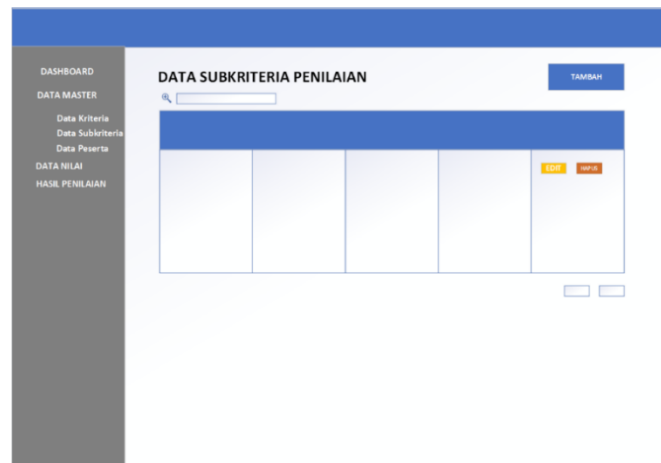 DASHBOARD
DATA MASTER
Data Kriteria
Data Subkriteria
Data Peserta
DATA NILAI
HASIL PENILAIAN
DATA SUBKRITERIA PENILAIAN
TAMBAH
EDIT
HAPUS